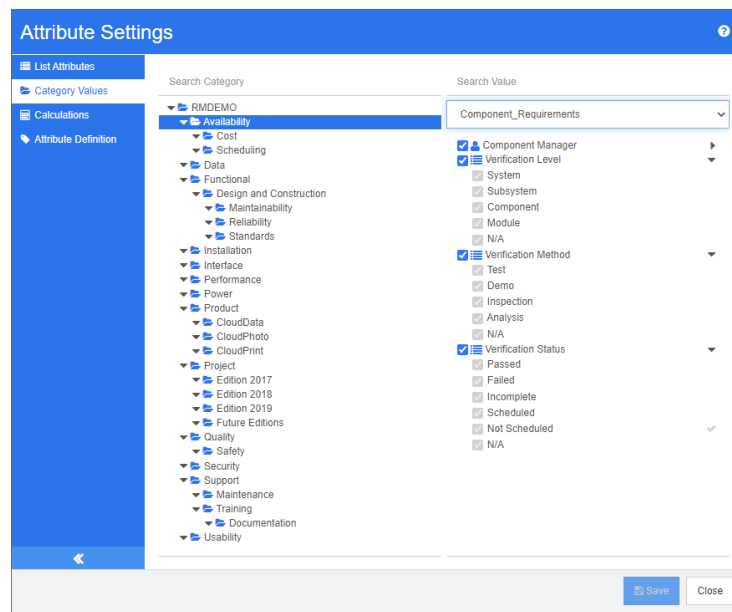 Attribute Settings
?
List Attributes
Category Values
Calculations
Attribute Definition
Search Category
RMDEMO
Availability
Cost
Scheduling
Data
Functional
Design and Construction
Maintainability
Reliability
Standards
Installation
Interface
Performance
Power
Product
CloudData
CloudPhoto
CloudPrint
Project
Edition 2017
Edition 2018
Edition 2019
Future Editions
Quality
Safety
Security
Support
Maintenance
Training
Documentation
Usability
Search Value
Component_Requirements
Component Manager
Verification Level
System
Subsystem
Component
Module
N/A
Verification Method
Test
Demo
Inspection
Analysis
N/A
Verification Status
Passed
Failed
Incomplete
Scheduled
Not Scheduled
N/A
Save
Close